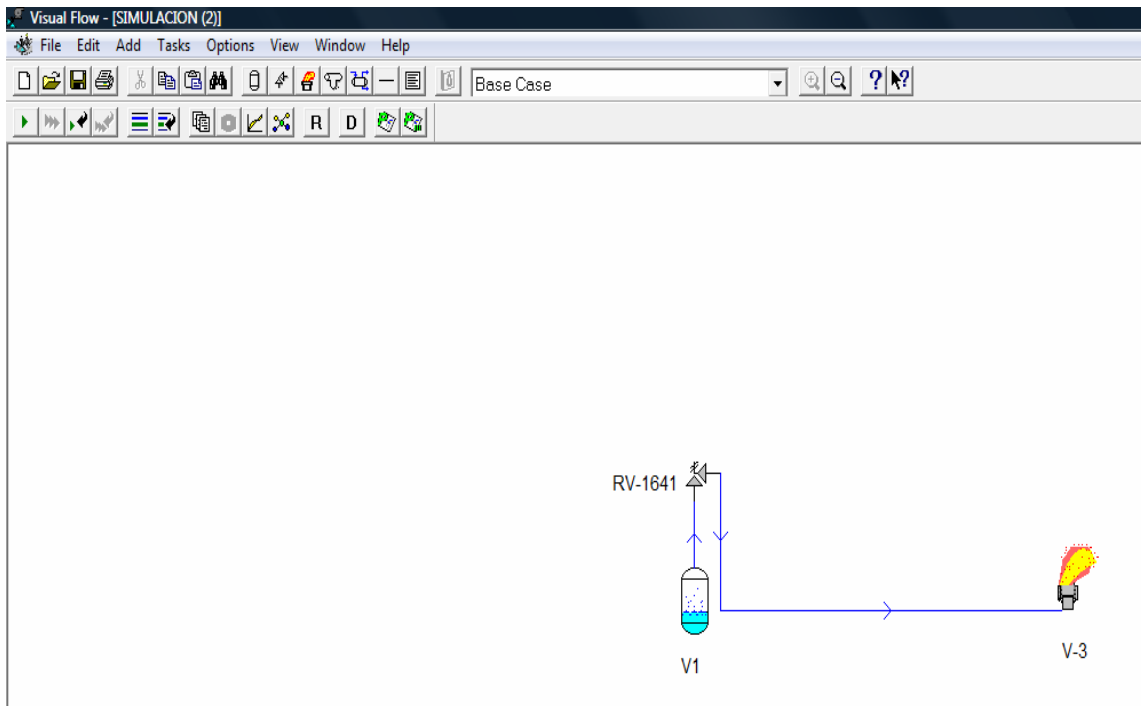 Visual Flow - [SIMULACION (2)]
File Edit Add Tasks Options View Window Help
Base Case
? ?
R D
RV-1641
V1
V-3